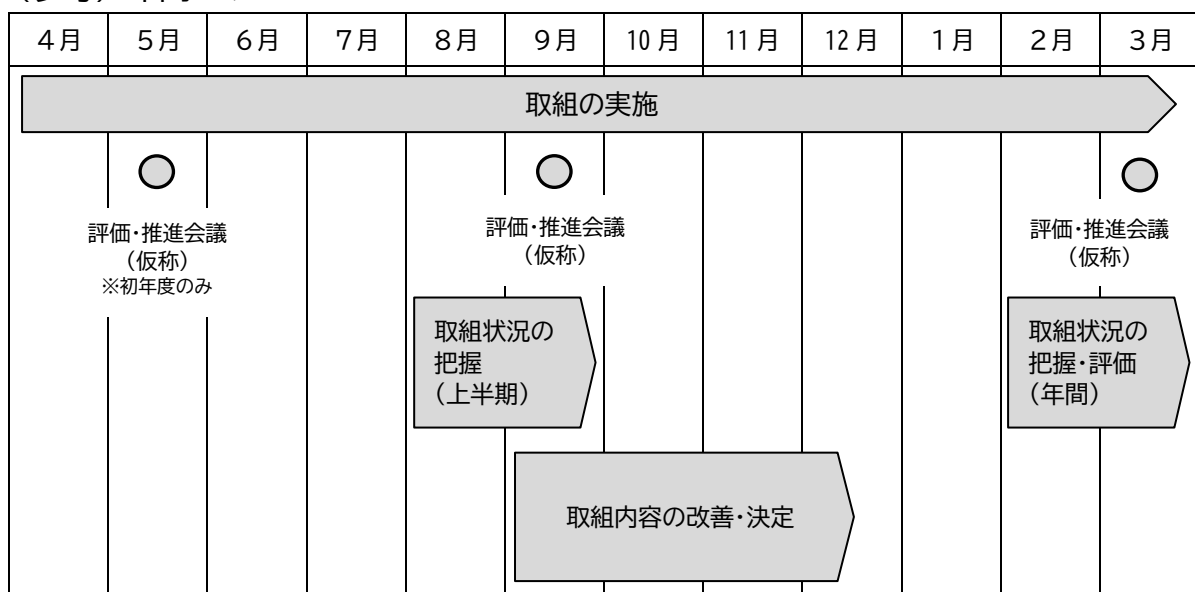 4月 5月 6月 7月 8月 9月 10月 11月 12月 1月 2月 3月
取組の実施
評価・推進会議
(仮称)
※初年度のみ
評価・推進会議
(仮称)
評価・推進会議
(仮称)
取組状況の
把握
(上半期)
取組状況の
把握・評価
(年間)
取組内容の改善・決定